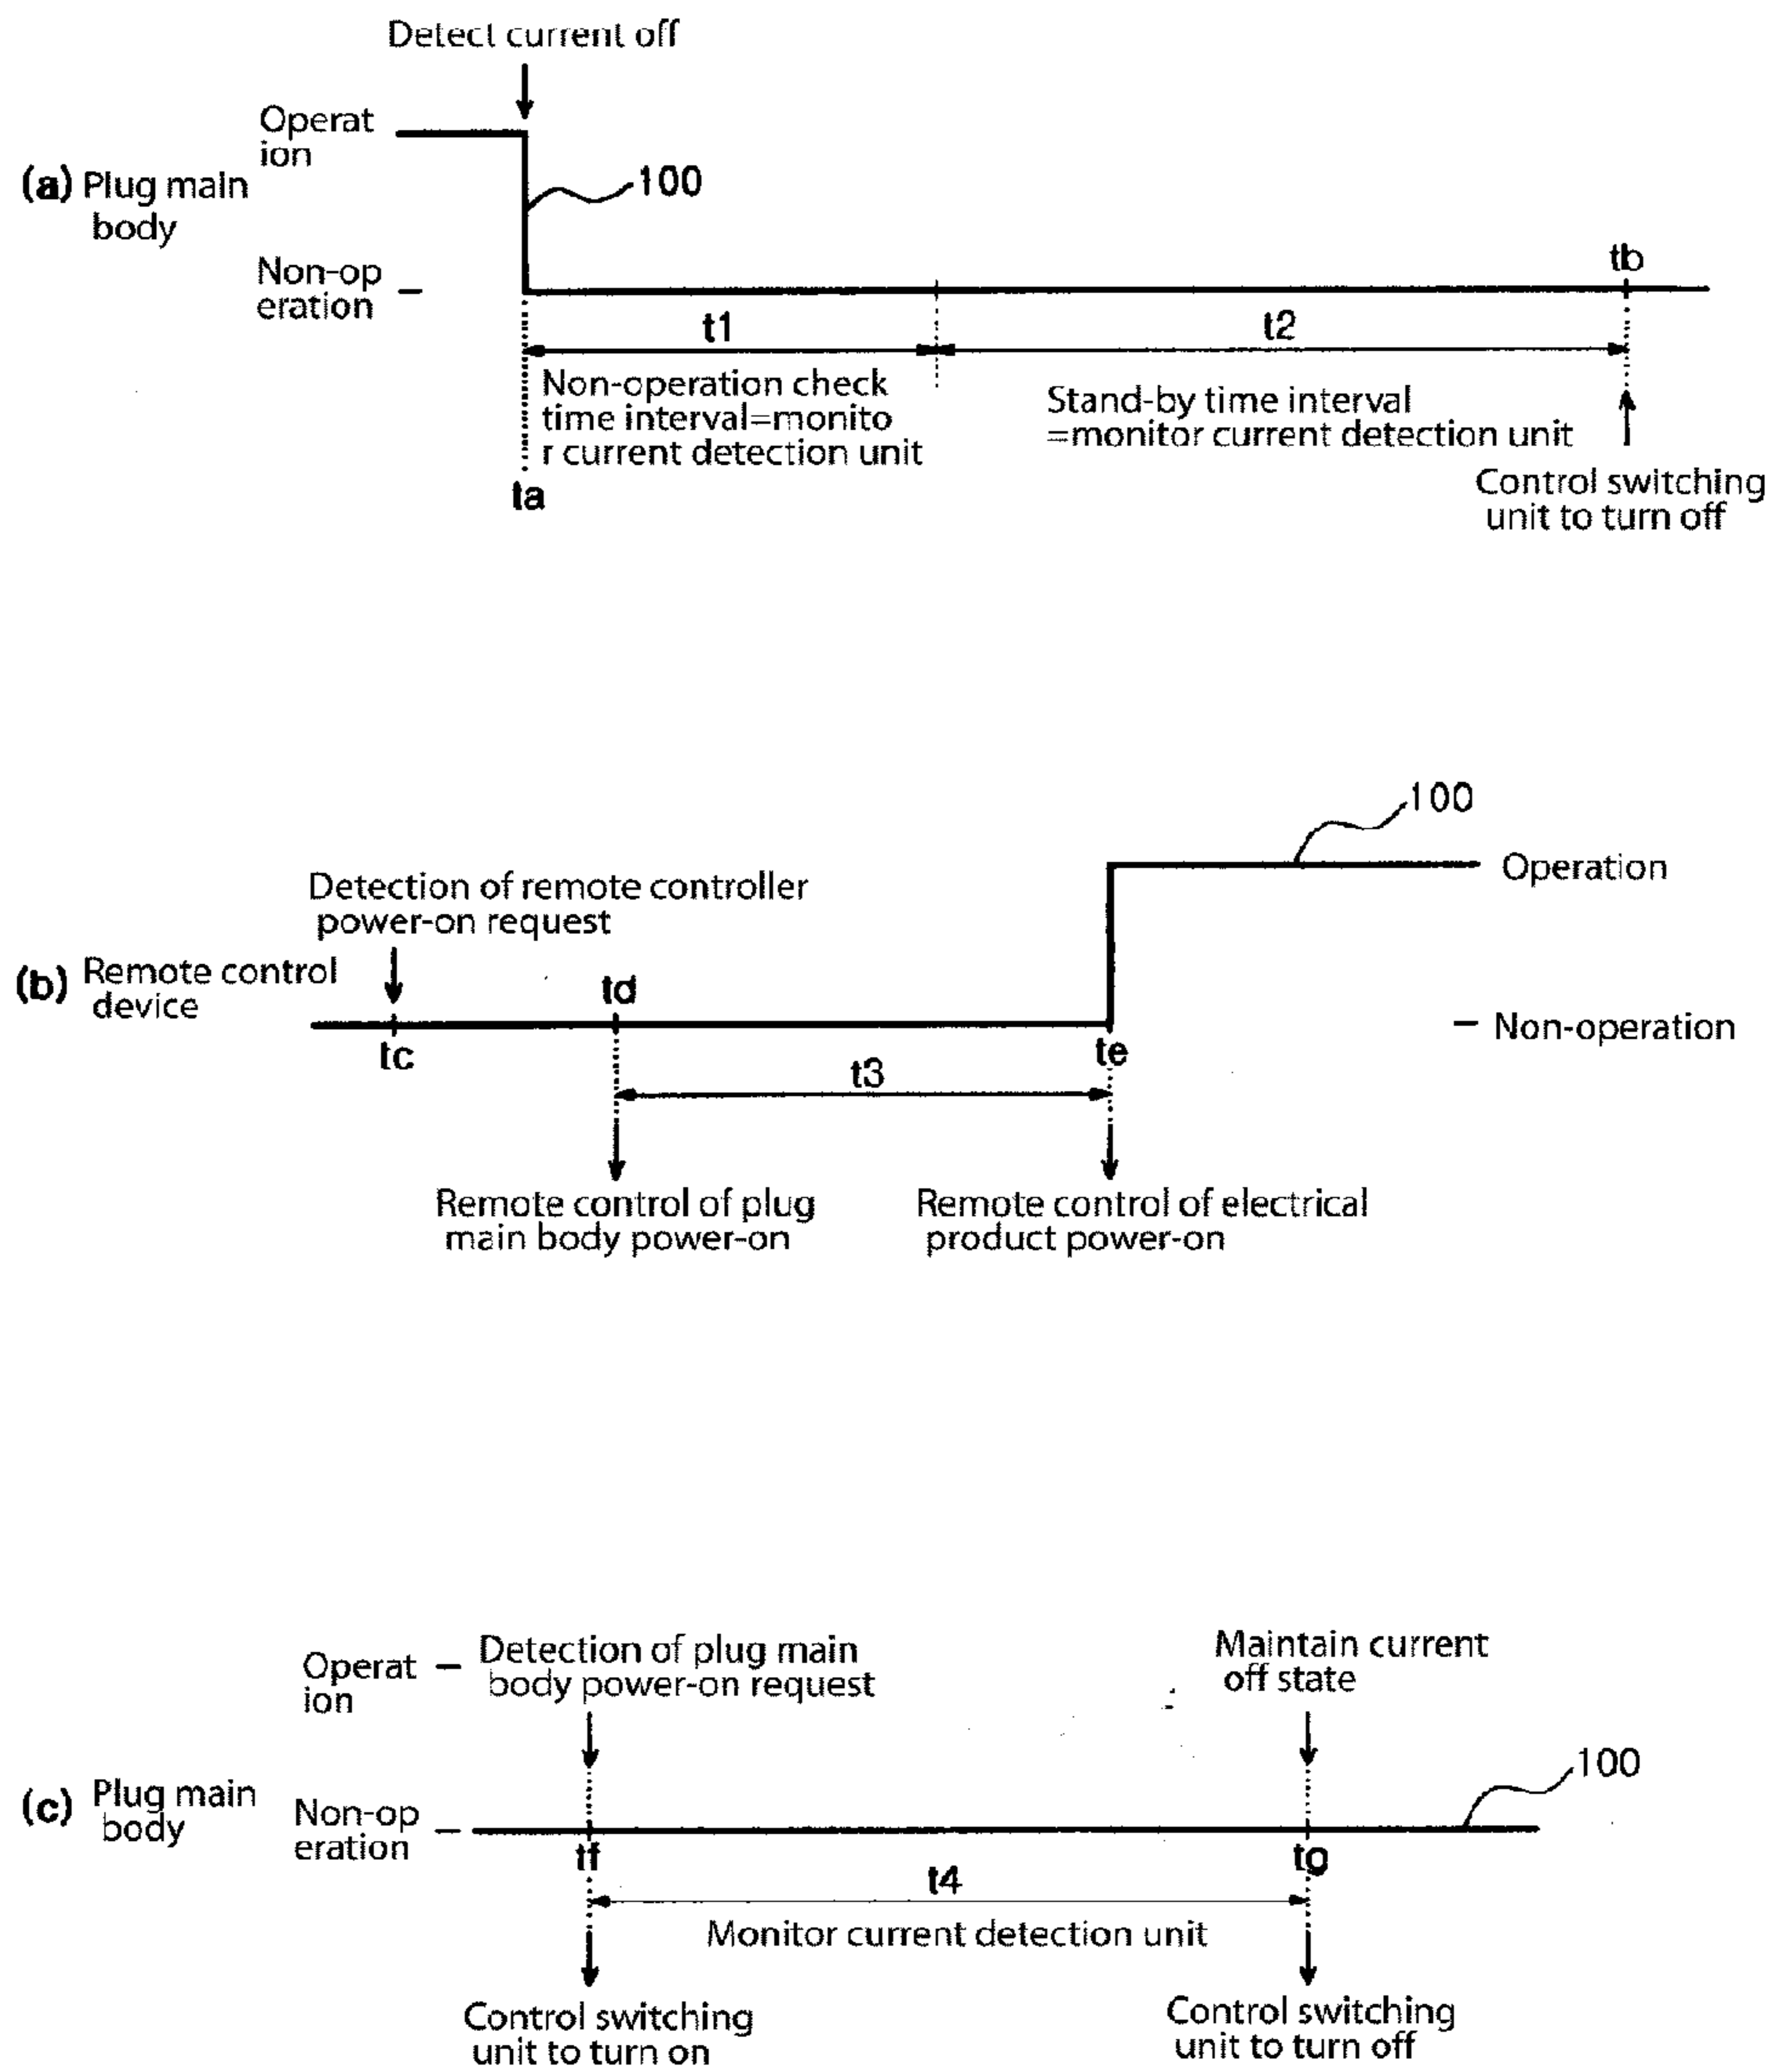 Detect current off
Operat
ion
100
(a) Plug main
body
Non-op
eration
tb
t1
t2
Non-operation check
time interval=monito
r current detection unit
Stand-by time interval
=monitor current detection unit
ta
Control switching
unit to turn off
100
Operation
Detection of remote controller
power-on request
(b) Remote control
device
td
Non-operation
tc
te
t3
Remote control of plug
main body power-on
Remote control of electrical
product power-on
Operat
ion
Detection of plug main
body power-on request
Maintain current
off state
100
(c) Plug main
body
Non-op
eration
tf
tg
t4
Monitor current detection unit
Control switching
unit to turn on
Control switching
unit to turn off